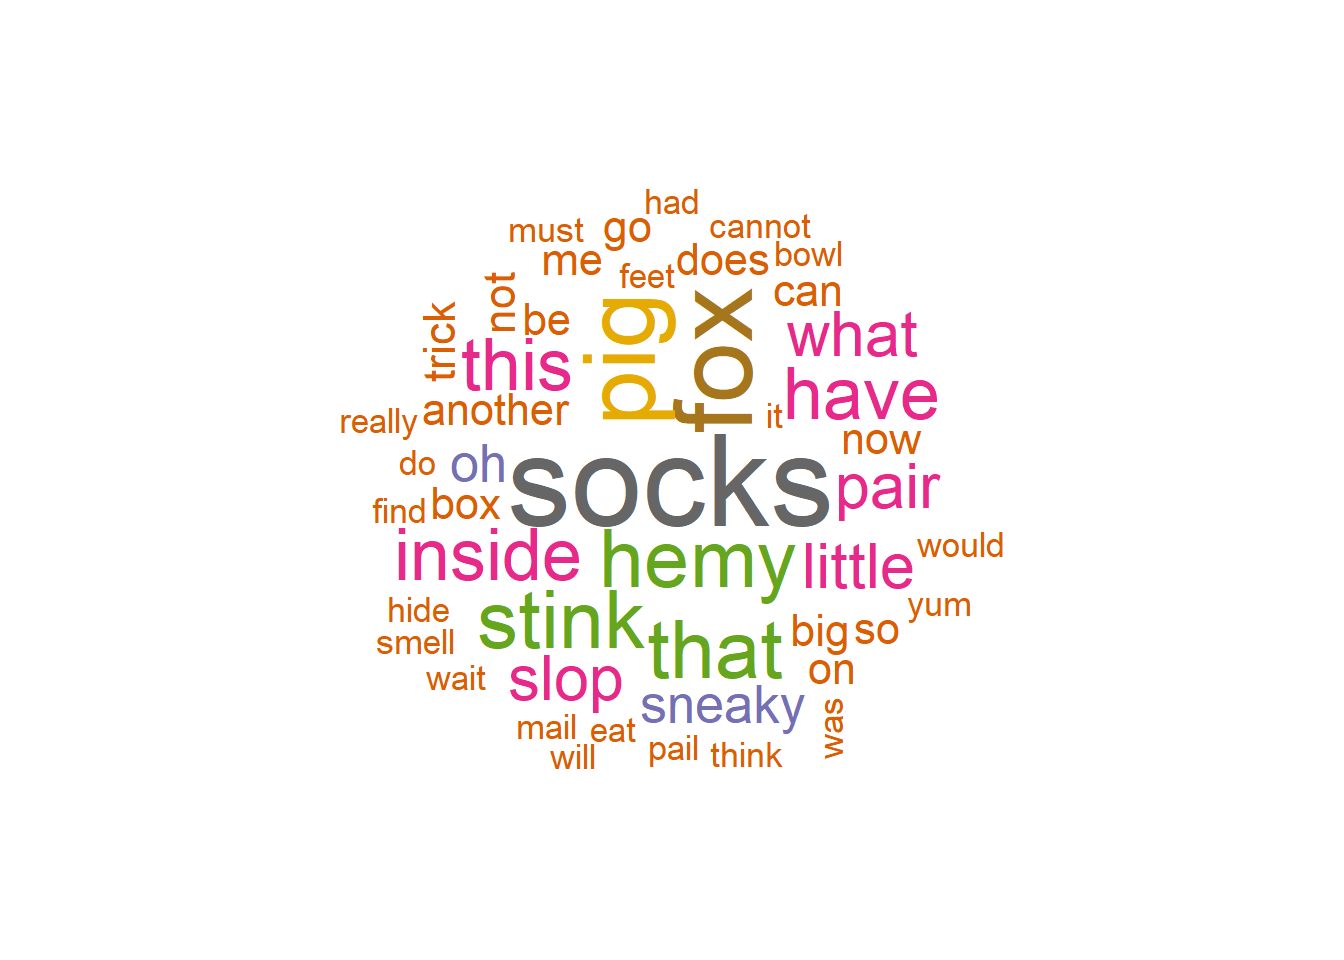 had
must
go
cannot
me
feet
does
bowl
not
can
trick
be
pig
fox
what
this
have
another
it
really
now
do
oh
socks
pair
find
box
inside
hemy
little
would
hide
stink
yum
smell
that
big
so
wait
slop
on
sneaky
mail
eat
was
will
pail
think